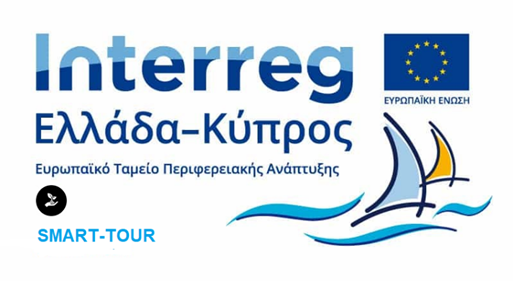 Interreg
ΕΥΡΩΠΑΪΚΗ ΕΝΩΣΗ
Ελλάδα-Κύπρος
Ευρωπαϊκό Ταμείο Περιφερειακής Ανάπτυξης
SMART-TOUR